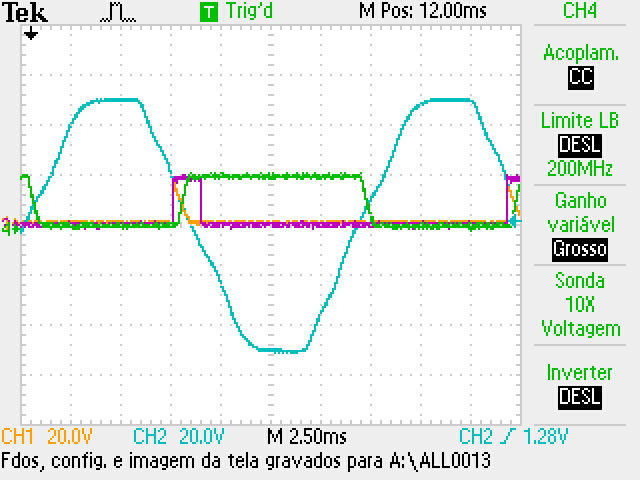 Tek T Trig'd M Pos: 12.00ms CH4
Acoplam.
CC
Limite LB
DESL
200MHz
Ganho
variável
Grosso
Sonda
10X
Voltagem
Inverter
DESL
CH1 20.0V CH2 20.0V M 2.50ms CH2 1.28V
Fdos, config. e imagem da tela gravados para A:\ALL0013